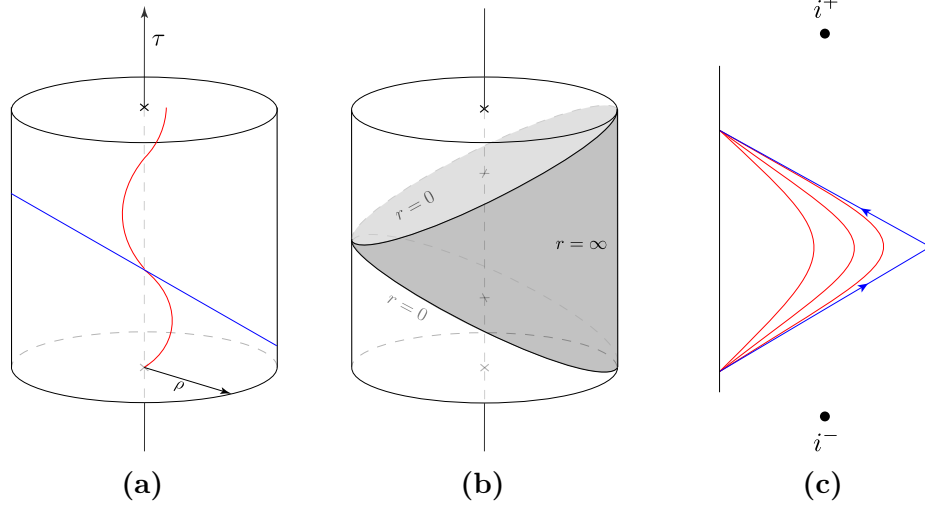 τ
ρ
(a)
r = 0
r = ∞
r = 0
(b)
i⁺
i⁻
(c)